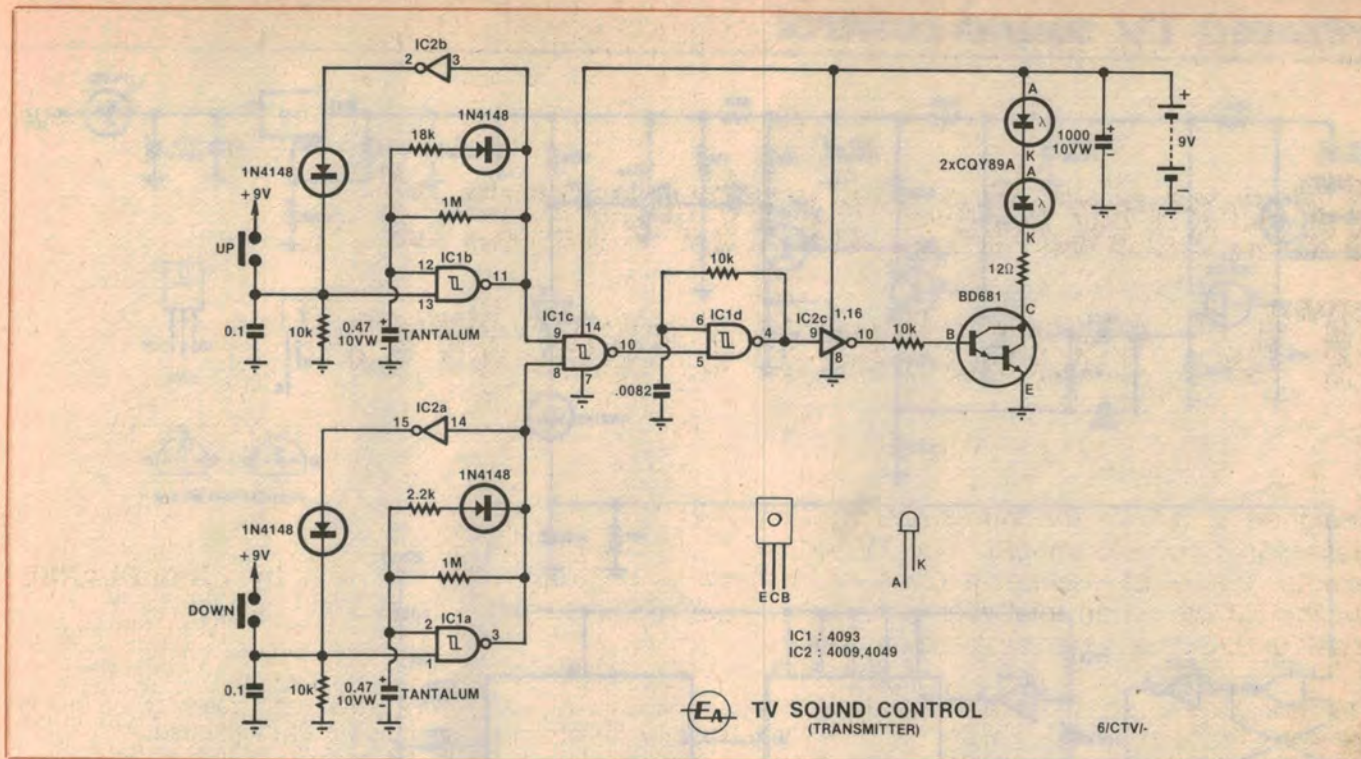 IC2b
2 3
1N4148
18k
1N4148
+9V
1M
UP
IC1b
12
11
13
0.1
10k
0.47
10VW
+
-
TANTALUM
IC2a
15 14
1N4148
2.2k
1N4148
+9V
1M
DOWN
IC1a
2
3
1
0.1
10k
0.47
10VW
+
-
TANTALUM
IC1c
14
9
10
8
7
10k
IC1d
6
4
5
.0082
IC2c
1,16
9
10
8
10k
BD681
B
C
E
12Ω
2xCQY89A
A
λ
K
A
λ
K
1000
10VW
+
-
+
9V
-
ECB
A
K
IC1 : 4093
IC2 : 4009,4049
EA TV SOUND CONTROL
(TRANSMITTER)
6/CTV/-